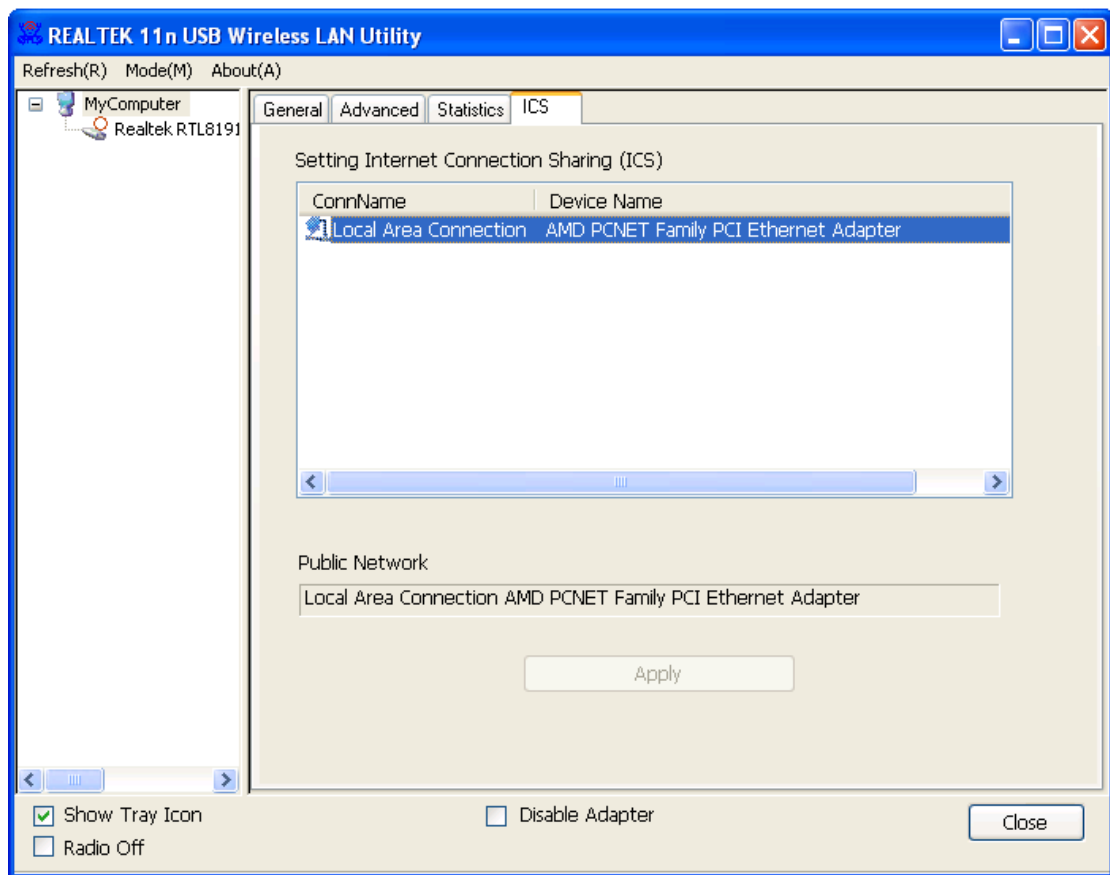 REALTEK 11n USB Wireless LAN Utility
Refresh(R) Mode(M) About(A)
MyComputer
Realtek RTL8191
General Advanced Statistics ICS
Setting Internet Connection Sharing (ICS)
ConnName Device Name
Local Area Connection AMD PCNET Family PCI Ethernet Adapter
Public Network
Local Area Connection AMD PCNET Family PCI Ethernet Adapter
Apply
Show Tray Icon Disable Adapter Close
Radio Off